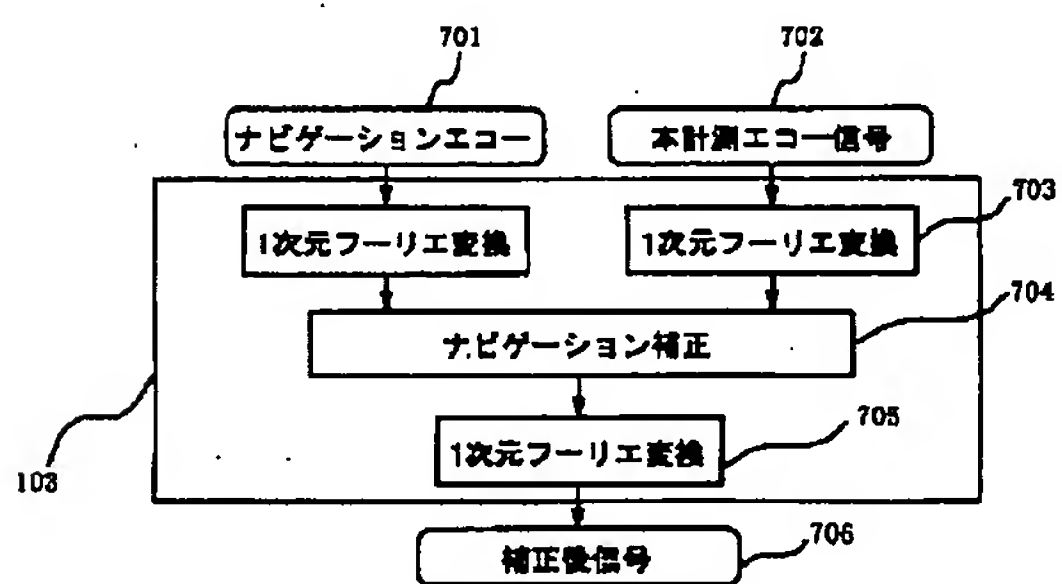 701
702
ナビゲーションエコー
本計測エコー信号
703
1次元フーリエ変換
1次元フーリエ変換
704
ナビゲーション補正
705
1次元フーリエ変換
103
706
補正後信号